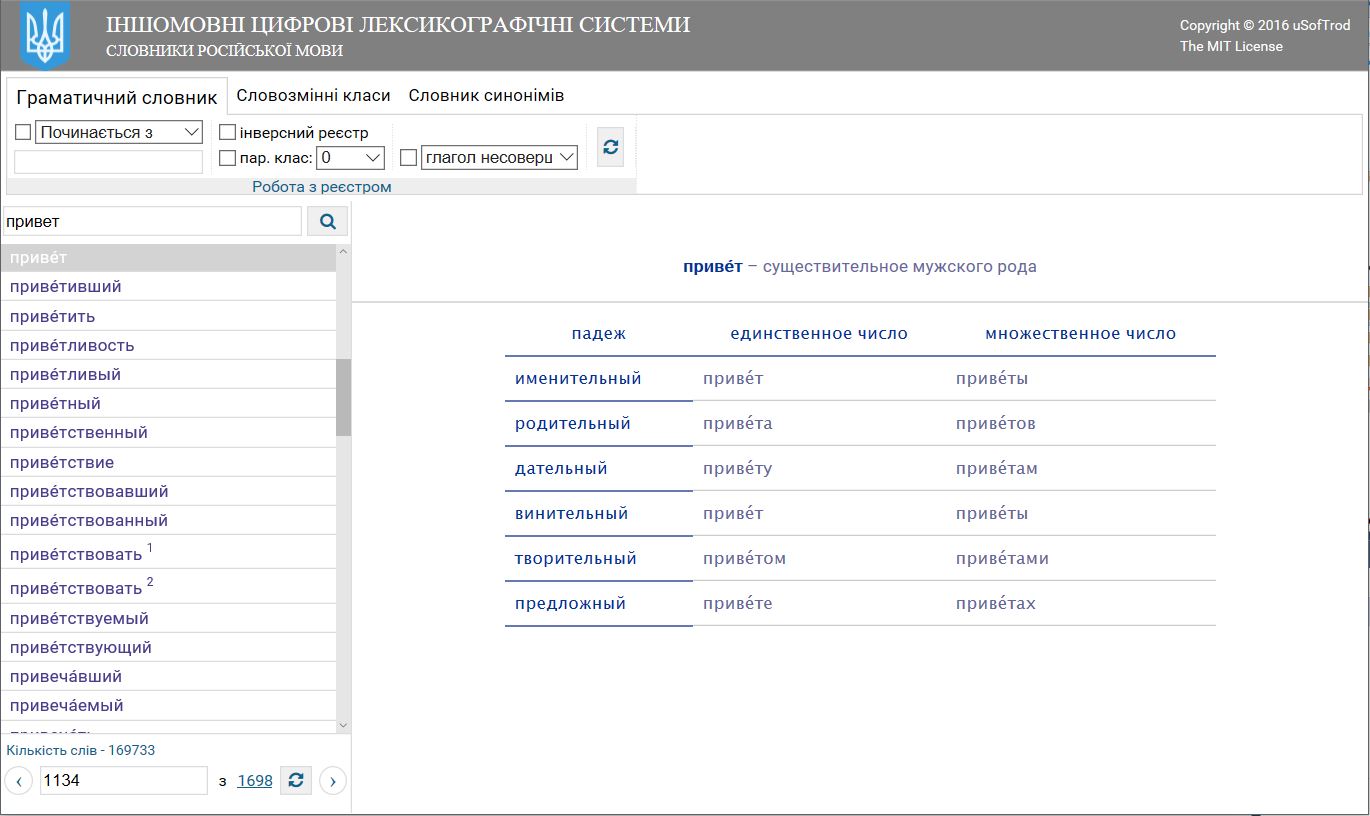 ІНШОМОВНІ ЦИФРОВІ ЛЕКСИКОГРАФІЧНІ СИСТЕМИ
СЛОВНИКИ РОСІЙСЬКОЇ МОВИ
Copyright © 2016 uSofTrod
The MIT License
Граматичний словник Словозмінні класи Словник синонімів
Починається з
інверсний реєстр
пар. клас: 0
глагол несоверш
Робота з реєстром
привет
приве́т
приве́тивший
приве́тить
приве́тливость
приве́тливый
приве́тный
приве́тственный
приве́тствие
приве́тствовавший
приве́тствованный
приве́тствовать 1
приве́тствовать 2
приве́тствуемый
приве́тствующий
привеча́вший
привеча́емый
Кількість слів - 169733
1134 з 1698
приве́т – существительное мужского рода
падеж единственное число множественное число
именительный приве́т приве́ты
родительный приве́та приве́тов
дательный приве́ту приве́там
винительный приве́т приве́ты
творительный приве́том приве́тами
предложный приве́те приве́тах